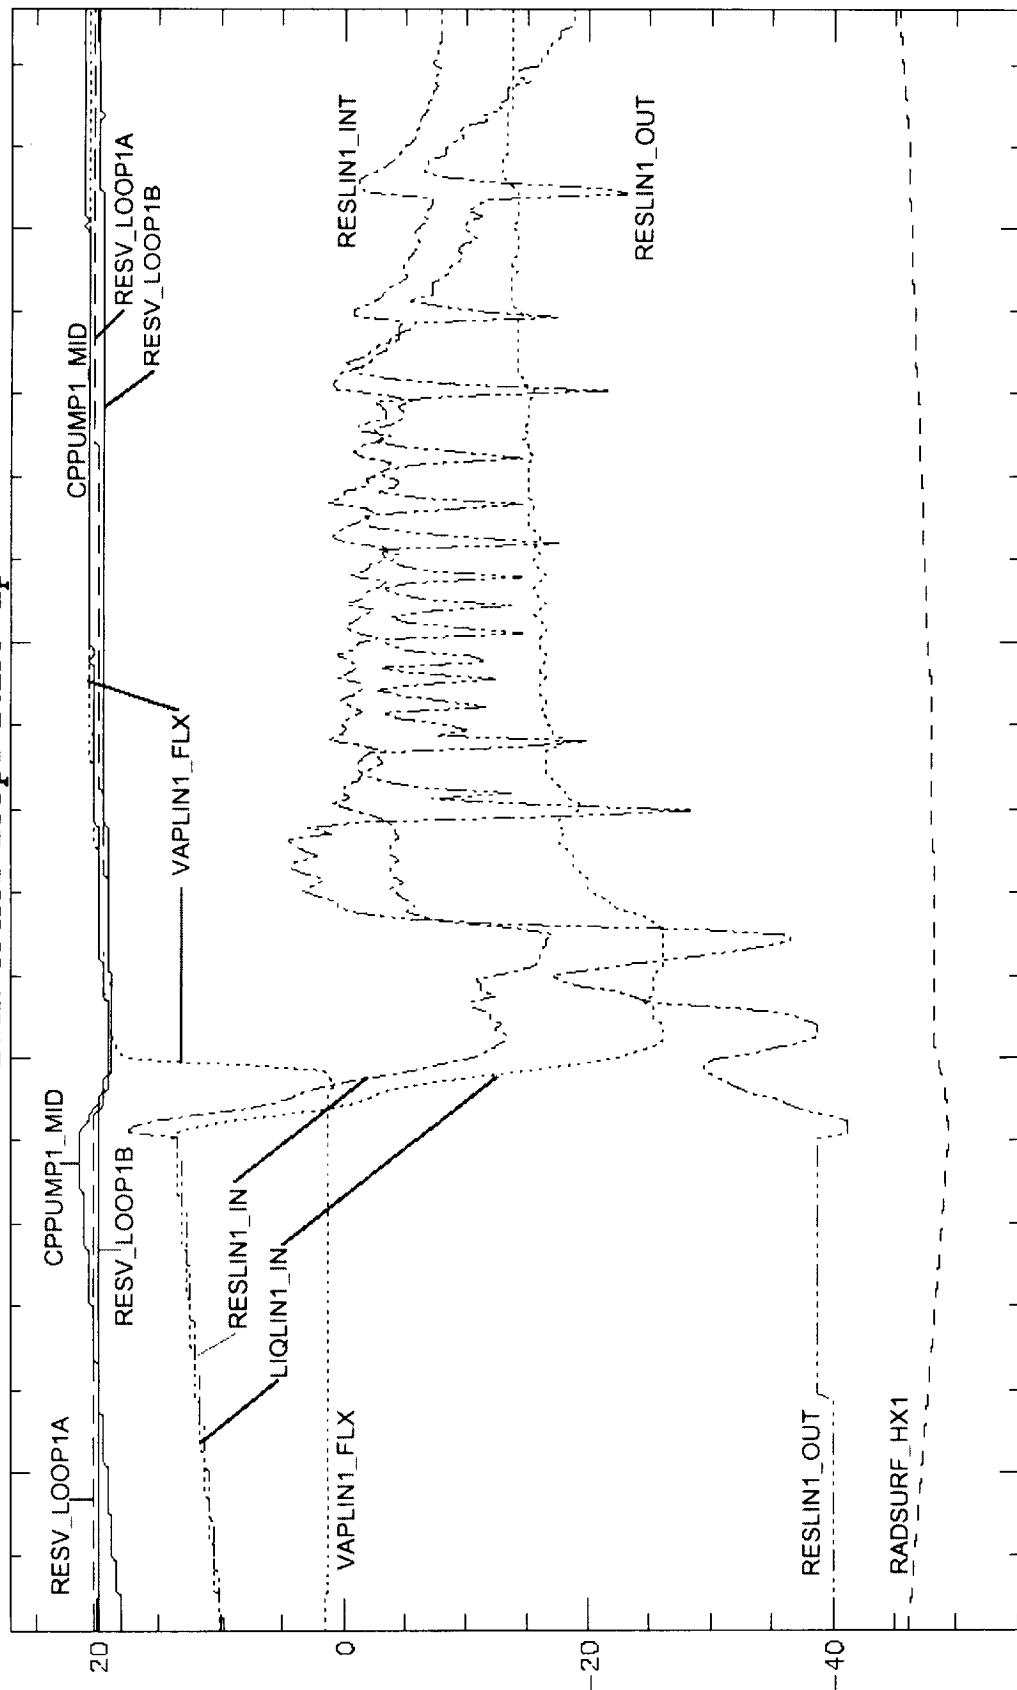 CPPUMP1_MID
RESV_LOOP1A
RESV_LOOP1B
RESV_LOOP1A
CPPUMP1_MID
RESV_LOOP1B
VAPLIN1_FLX
RESLIN1_INT
RESLIN1_OUT
RESLIN1_IN
LIQLIN1_IN
VAPLIN1_FLX
RESLIN1_OUT
RADSURF_HX1
20
0
-20
-40